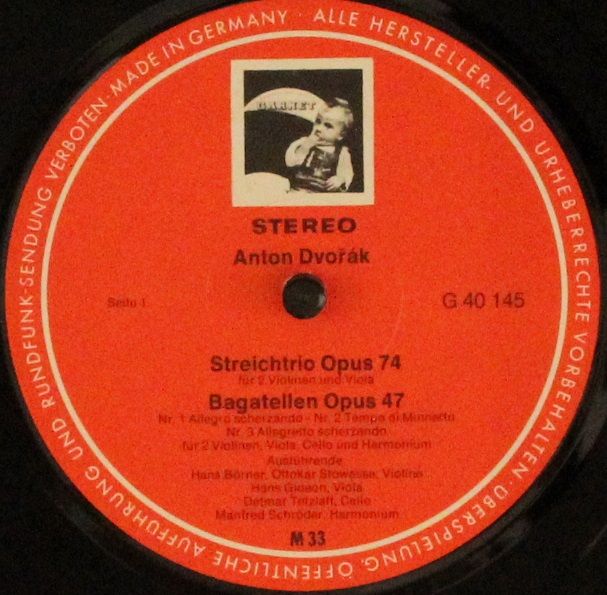 MADE IN GERMANY · ALLE HERSTELLER- UND URHEBERRECHTE VORBEHALTEN · ÜBERSPIELUNG, ÖFFENTLICHE AUFFÜHRUNG UND RUNDFUNK-SENDUNG VERBOTEN ·
GARNET
STEREO
Anton Dvořák
Seite 1
G 40 145
Streichtrio Opus 74
für 2 Violinen und Viola
Bagatellen Opus 47
Nr. 1 Allegro scherzando - Nr. 2 Tempo di Minuetto
Nr. 3 Allegretto scherzando
für 2 Violinen, Viola, Cello und Harmonium
Ausführende
Hans Börner, Ottokar Stowasse, Violine
Hans Gideon, Viola
Detmar Tetzlaff, Cello
Manfred Schröder, Harmonium
M 33